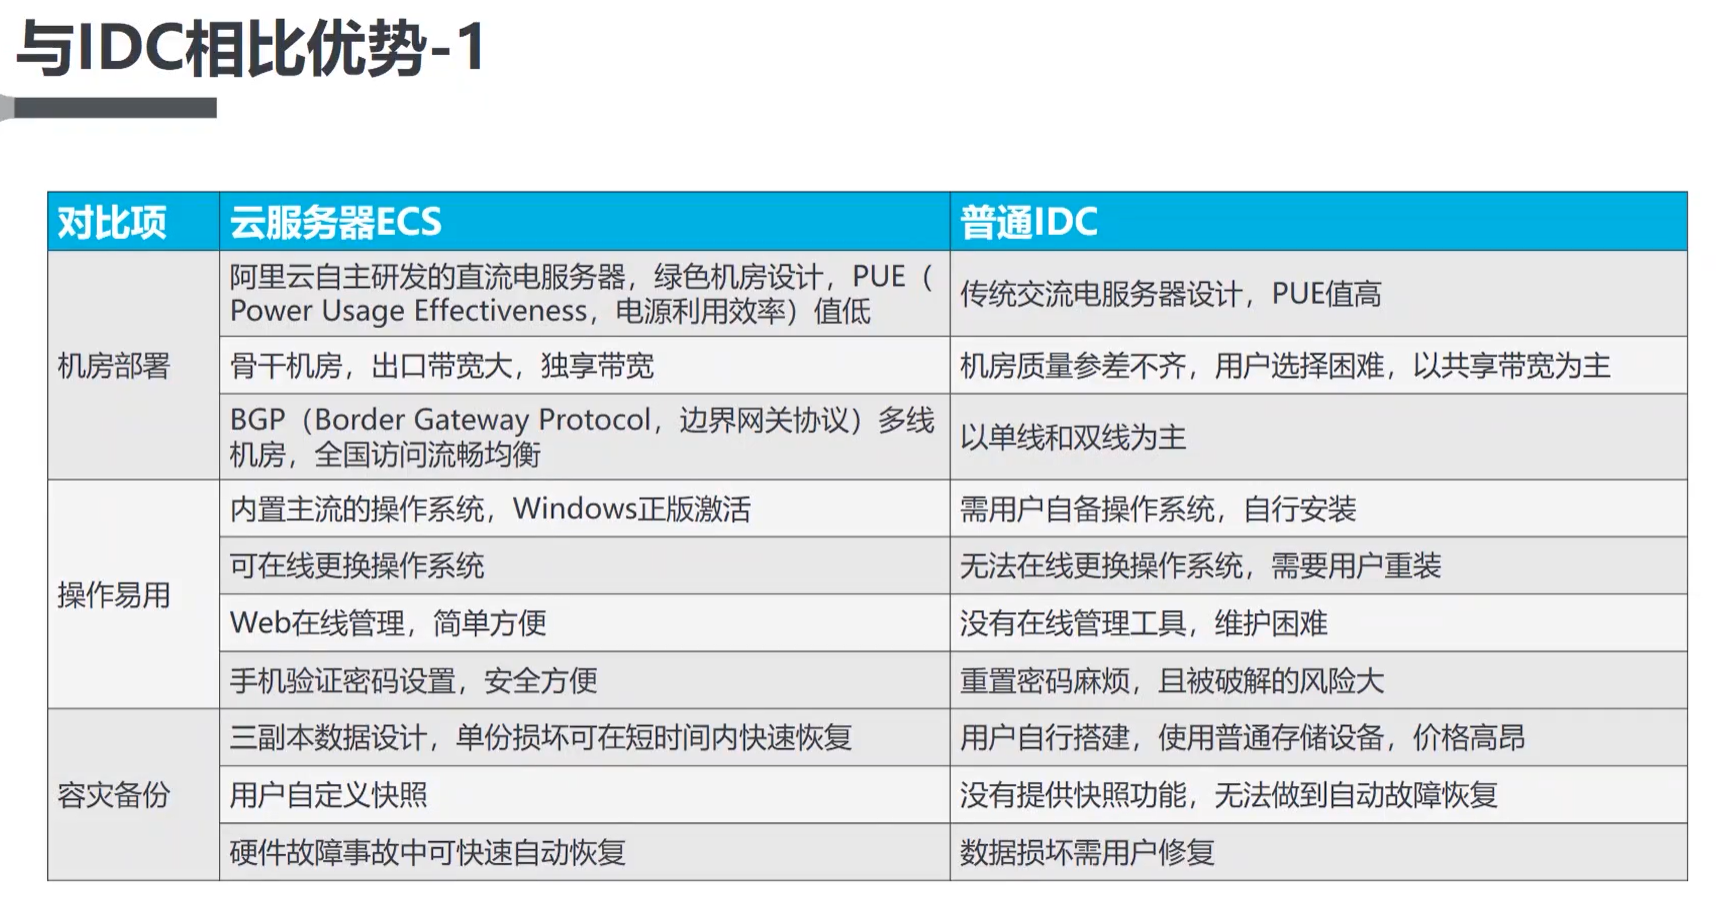 与IDC相比优势-1
对比项
云服务器ECS
普通IDC
机房部署
阿里云自主研发的直流电服务器，绿色机房设计，PUE（
Power Usage Effectiveness，电源利用效率）值低
传统交流电服务器设计，PUE值高
骨干机房，出口带宽大，独享带宽
机房质量参差不齐，用户选择困难，以共享带宽为主
BGP（Border Gateway Protocol，边界网关协议）多线
机房，全国访问流畅均衡
以单线和双线为主
操作易用
内置主流的操作系统，Windows正版激活
需用户自备操作系统，自行安装
可在线更换操作系统
无法在线更换操作系统，需要用户重装
Web在线管理，简单方便
没有在线管理工具，维护困难
手机验证密码设置，安全方便
重置密码麻烦，且被破解的风险大
容灾备份
三副本数据设计，单份损坏可在短时间内快速恢复
用户自行搭建，使用普通存储设备，价格高昂
用户自定义快照
没有提供快照功能，无法做到自动故障恢复
硬件故障事故中可快速自动恢复
数据损坏需用户修复